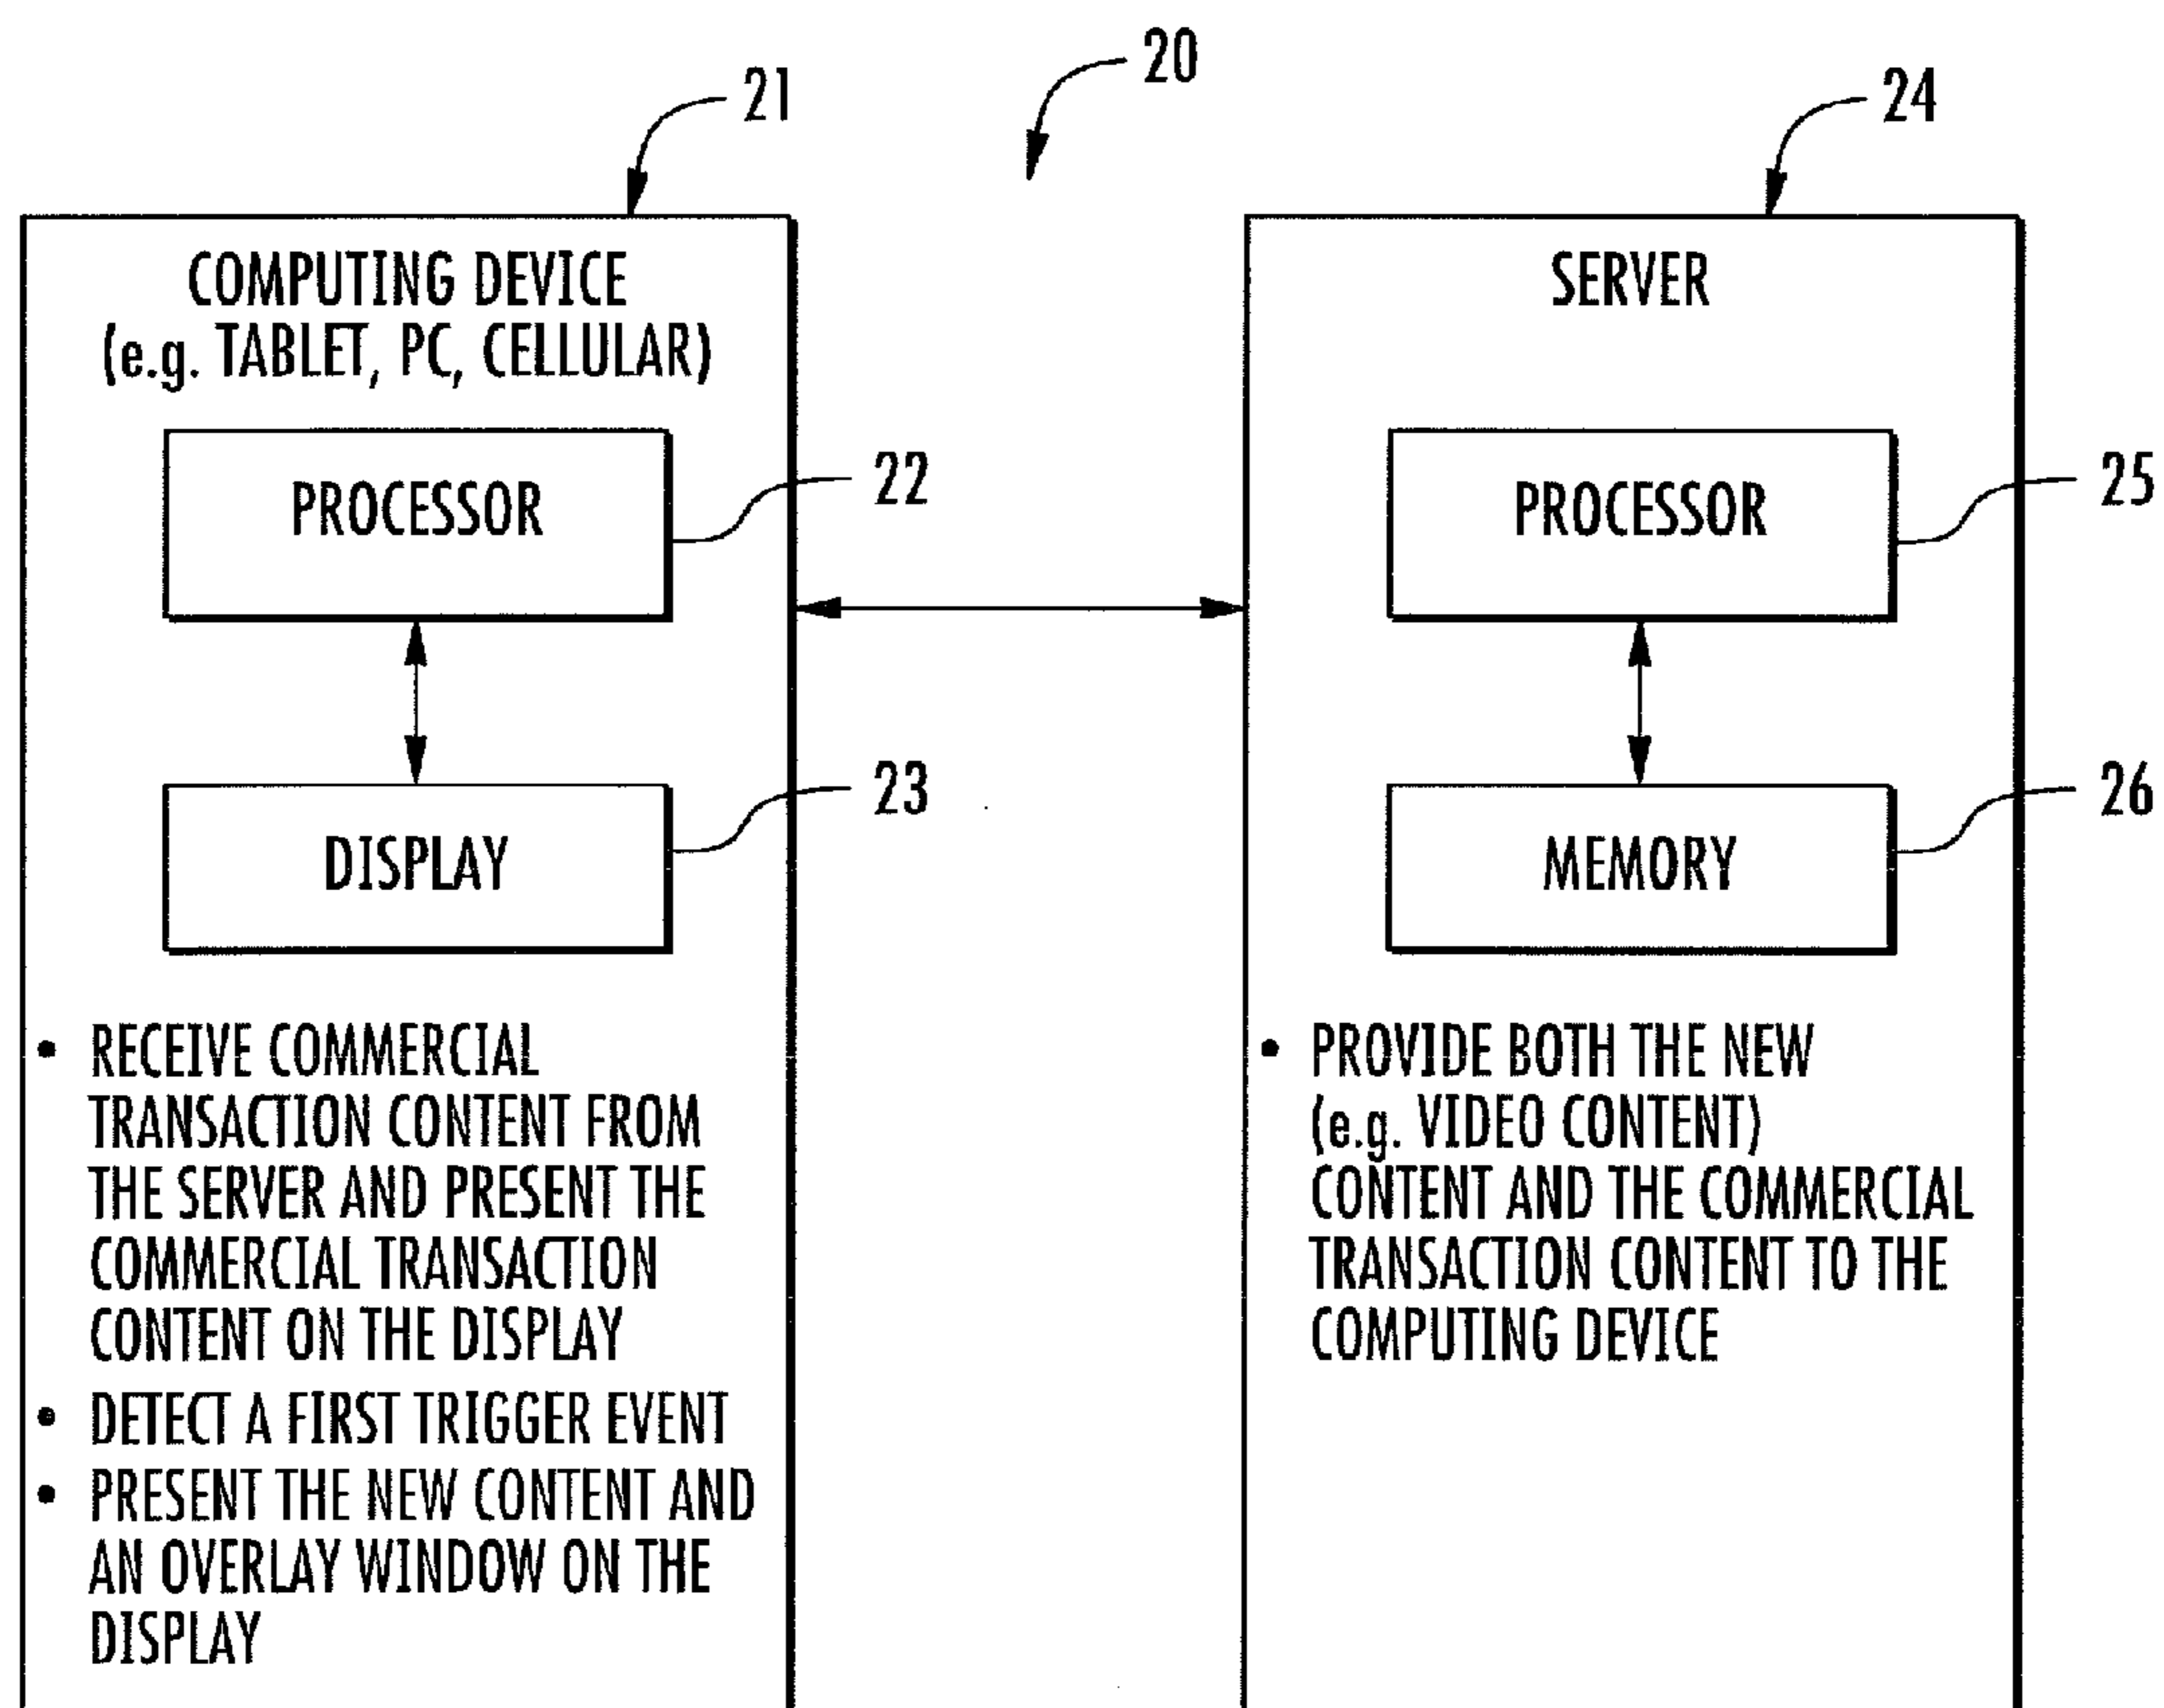 20
21
24
COMPUTING DEVICE
(e.g. TABLET, PC, CELLULAR)
PROCESSOR
22
DISPLAY
23
• RECEIVE COMMERCIAL
TRANSACTION CONTENT FROM
THE SERVER AND PRESENT THE
COMMERCIAL TRANSACTION
CONTENT ON THE DISPLAY
• DETECT A FIRST TRIGGER EVENT
• PRESENT THE NEW CONTENT AND
AN OVERLAY WINDOW ON THE
DISPLAY
SERVER
PROCESSOR
25
MEMORY
26
• PROVIDE BOTH THE NEW
(e.g. VIDEO CONTENT)
CONTENT AND THE COMMERCIAL
TRANSACTION CONTENT TO THE
COMPUTING DEVICE